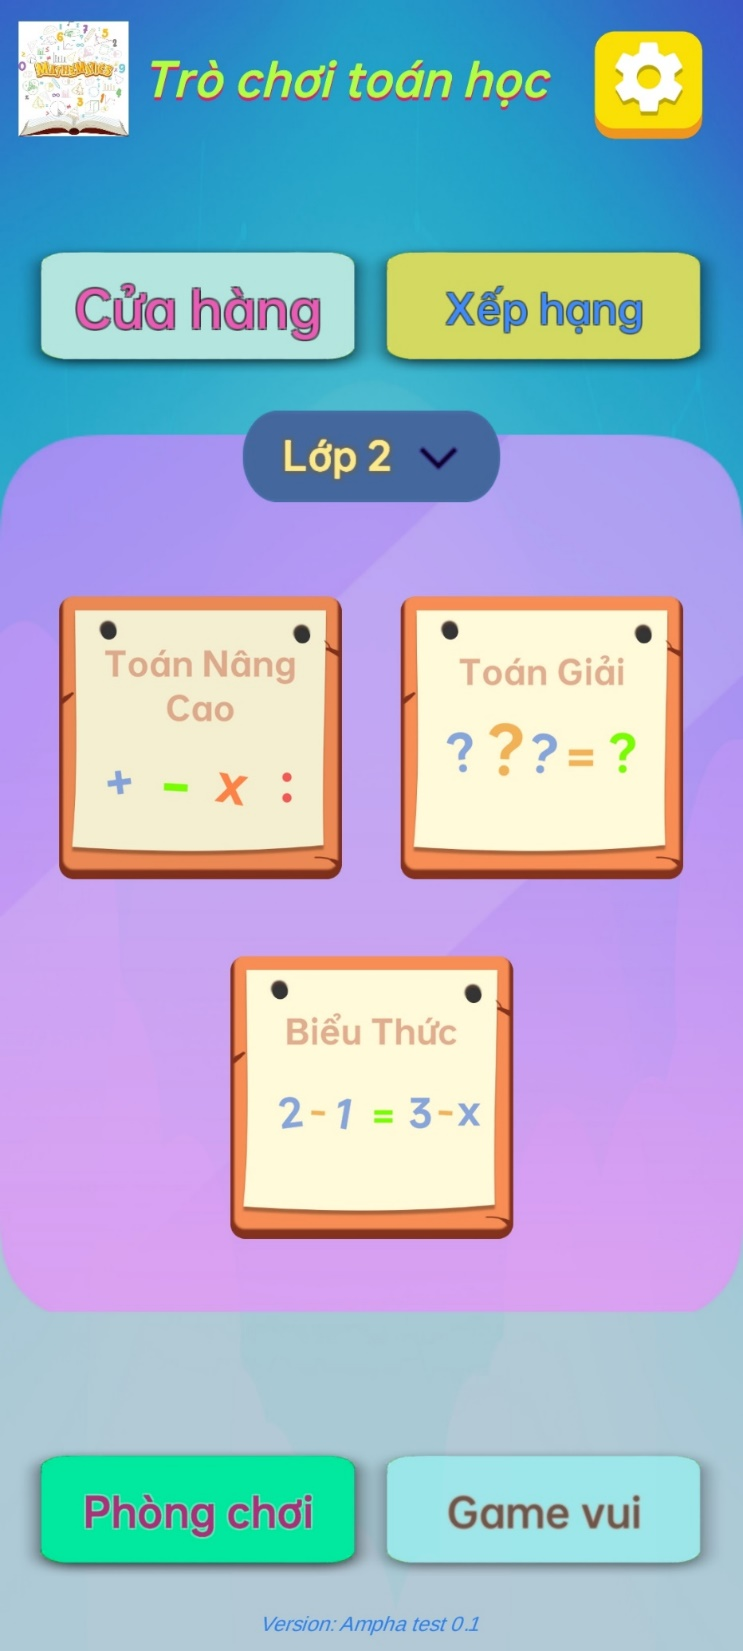 MATHEMATICS
Trò chơi toán học
Cửa hàng
Xếp hạng
Lớp 2
Toán Nâng
Cao
+ - x :
Toán Giải
? ? ? = ?
Biểu Thức
2 - 1 = 3 - x
Phòng chơi
Game vui
Version: Ampha test 0.1